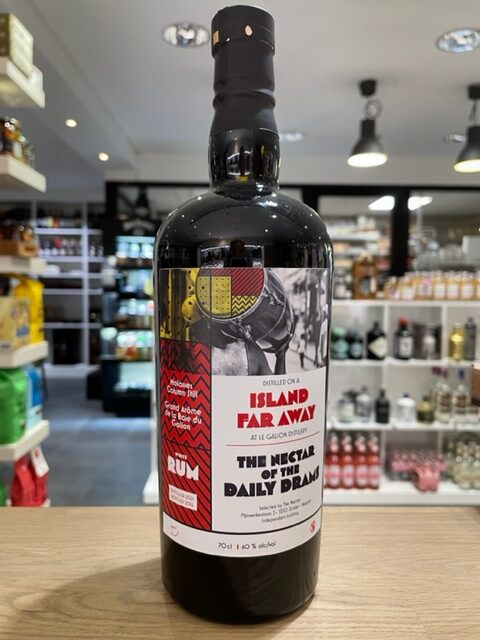 DISTILLED ON A
ISLAND
FAR AWAY
AT LE GALION DISTILLERY
Molasses
Column Still
Grand Arôme
de la Baie du
Galion
WHITE
RUM
THE NECTAR
OF THE
DAILY DRAMS
Selected by The Nectar
Independent bottling
70 cl 60 % alc/vol